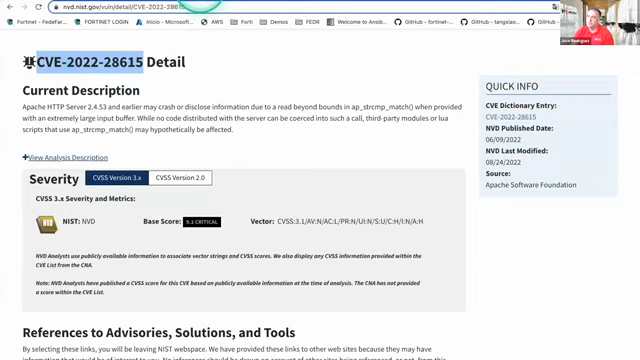 nvd.nist.gov/vuln/detail/CVE-2022-28615
Fortinet - FedeFar...
FORTINET LOGIN
Inicio - Microsoft...
AWS
Forti
Demos
FEDR
Welcome to Ansibl...
GitHub - fortinet-...
GitHub - tangxiao...
GitHub
CVE-2022-28615 Detail
Current Description
Apache HTTP Server 2.4.53 and earlier may crash or disclose information due to a read beyond bounds in ap_strcmp_match() when provided
with an extremely large input buffer. While no code distributed with the server can be coerced into such a call, third-party modules or lua
scripts that use ap_strcmp_match() may hypothetically be affected.
+View Analysis Description
Severity
CVSS Version 3.x
CVSS Version 2.0
CVSS 3.x Severity and Metrics:
NVD
NIST: NVD
Base Score: 9.1 CRITICAL
Vector: CVSS:3.1/AV:N/AC:L/PR:N/UI:N/S:U/C:H/I:N/A:H
NVD Analysts use publicly available information to associate vector strings and CVSS scores. We also display any CVSS information provided within the
CVE List from the CNA.
Note: NVD Analysts have published a CVSS score for this CVE based on publicly available information at the time of analysis. The CNA has not provided
a score within the CVE List.
References to Advisories, Solutions, and Tools
By selecting these links, you will be leaving NIST webspace. We have provided these links to other web sites because they may have
QUICK INFO
CVE Dictionary Entry:
CVE-2022-28615
NVD Published Date:
06/09/2022
NVD Last Modified:
08/24/2022
Source:
Apache Software Foundation